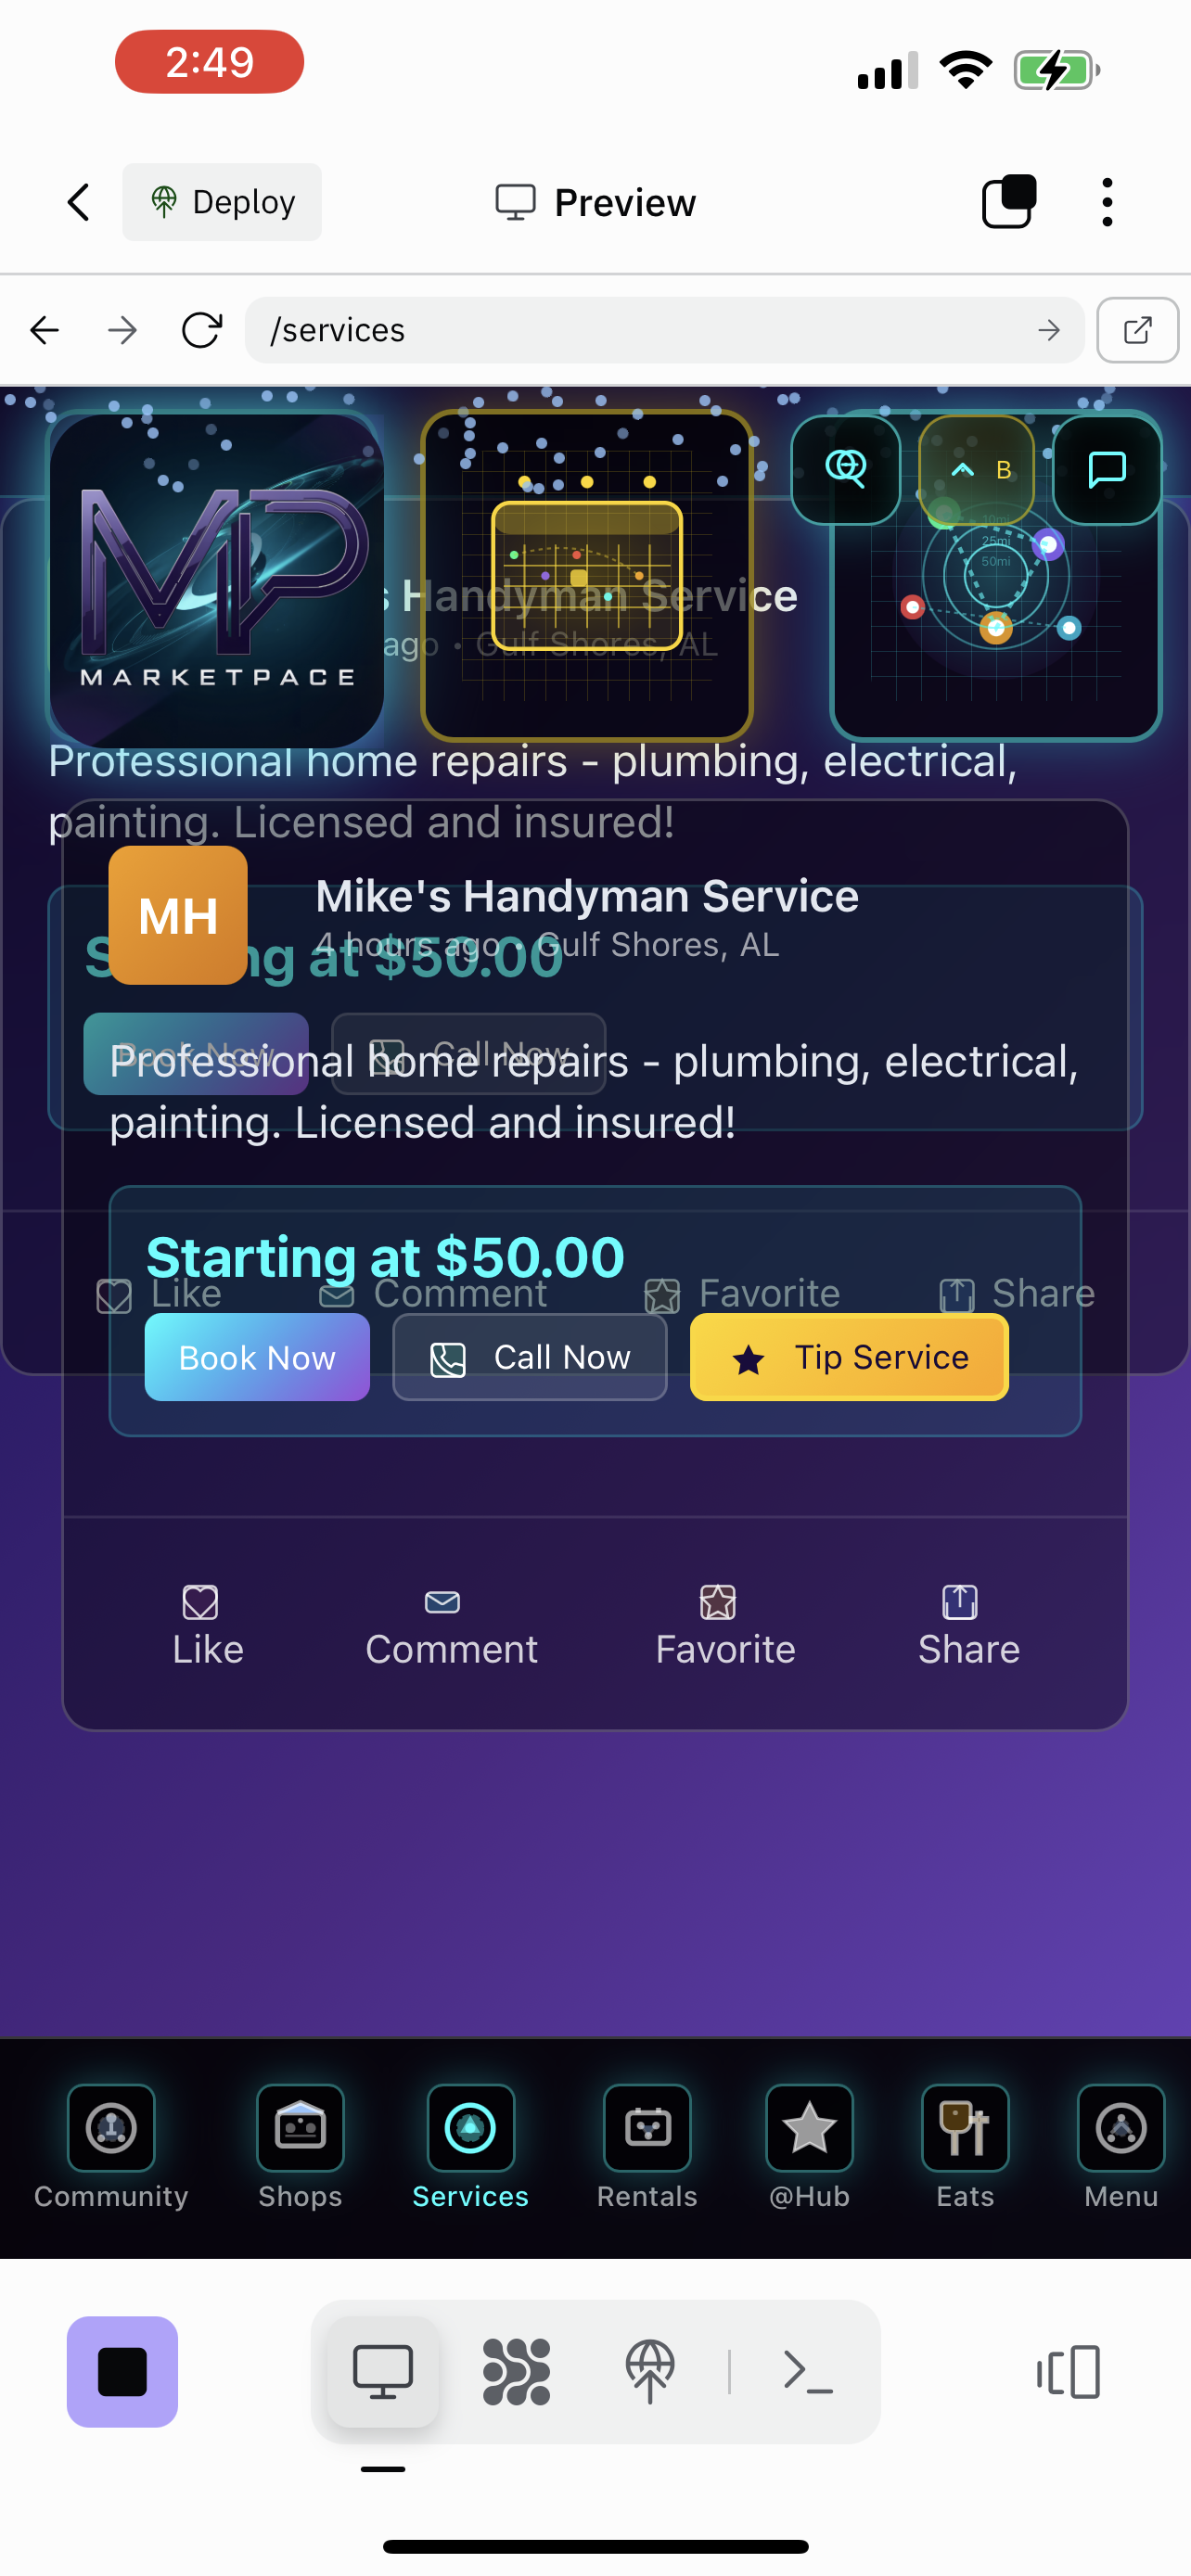 2:49
Deploy
Preview
/services
B
10mi
25mi
50mi
MP
MARKETPACE
s Handyman Service
ago • Gulf Shores, AL
Professional home repairs - plumbing, electrical,
painting. Licensed and insured!
MH
Mike's Handyman Service
4 hours ago • Gulf Shores, AL
Starting at $50.00
Book Now
Call Now
Professional home repairs - plumbing, electrical,
painting. Licensed and insured!
Starting at $50.00
Like
Comment
Favorite
Share
Book Now
Call Now
Tip Service
Like
Comment
Favorite
Share
Community
Shops
Services
Rentals
@Hub
Eats
Menu